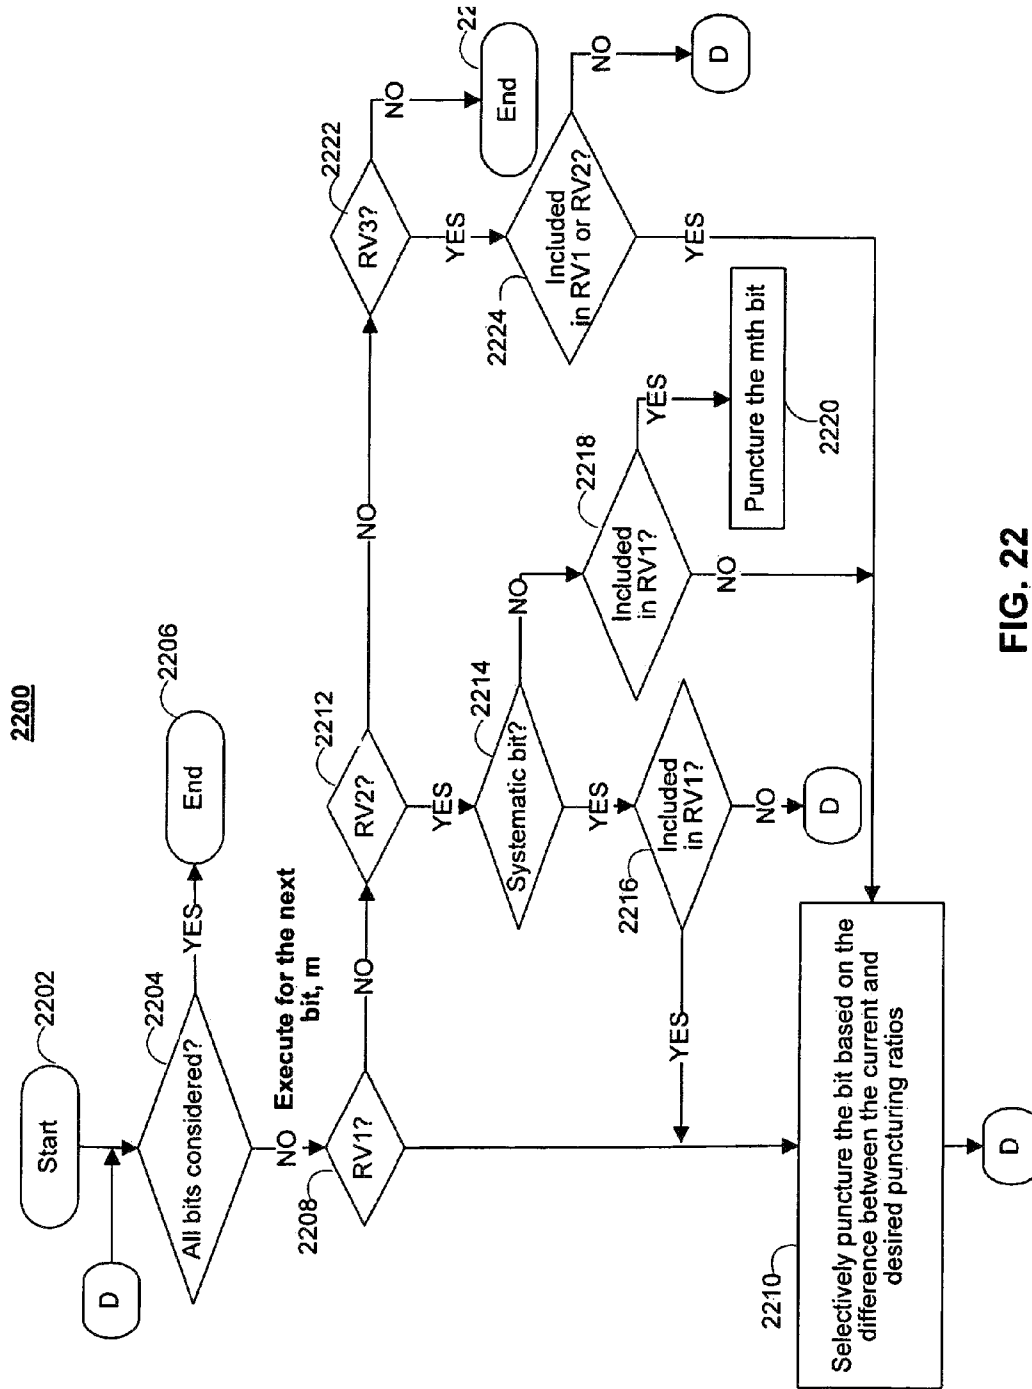 2200
Start
2202
D
All bits considered?
2204
YES
End
2206
NO
Execute for the next
bit, m
RV1?
2208
NO
RV2?
2212
NO
RV3?
2222
NO
End
22
YES
Systematic bit?
2214
NO
YES
Included
in RV1?
2216
YES
NO
D
Included
in RV1?
2218
YES
Puncture the mth bit
2220
NO
YES
Included
in RV1 or RV2?
2224
NO
D
YES
Selectively puncture the bit based on the
difference between the current and
desired puncturing ratios
2210
D
FIG. 22